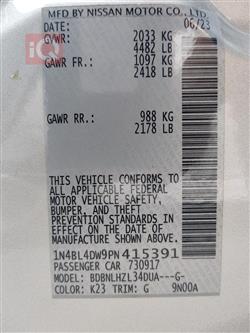 MFD BY NISSAN MOTOR CO., LTD.
DATE: 06/23
GVWR: 2033 KG
4482 LB
GAWR FR.: 1097 KG
2418 LB
GAWR RR.: 988 KG
2178 LB
THIS VEHICLE CONFORMS TO
ALL APPLICABLE FEDERAL
MOTOR VEHICLE SAFETY,
BUMPER, AND THEFT
PREVENTION STANDARDS
IN EFFECT ON THE DATE OF
MANUFACTURE SHOWN ABOVE.
1N4BL4DW9PN415391
PASSENGER CAR 730917
MODEL: BDBNLHZL34DUA---G-
COLOR: K23 TRIM: G 9N00A
iQ